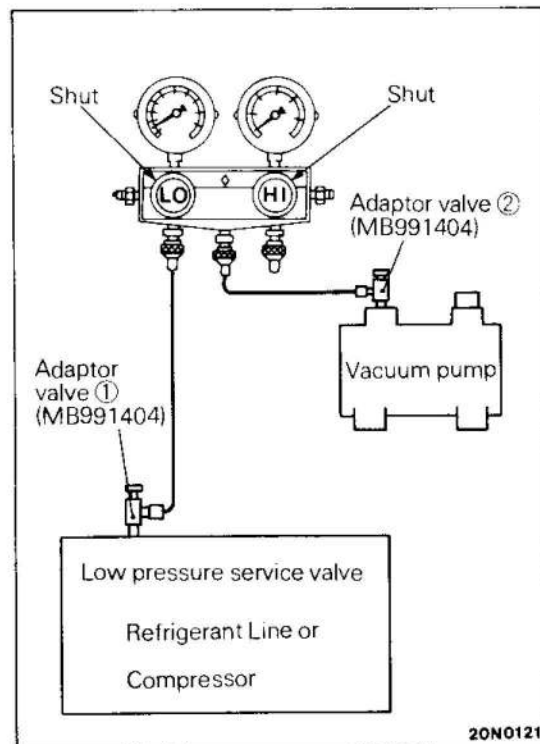 Shut
Shut
LO
HI
Adaptor valve ②
(MB991404)
Vacuum pump
Adaptor
valve ①
(MB991404)
Low pressure service valve
Refrigerant Line or
Compressor
20N0121